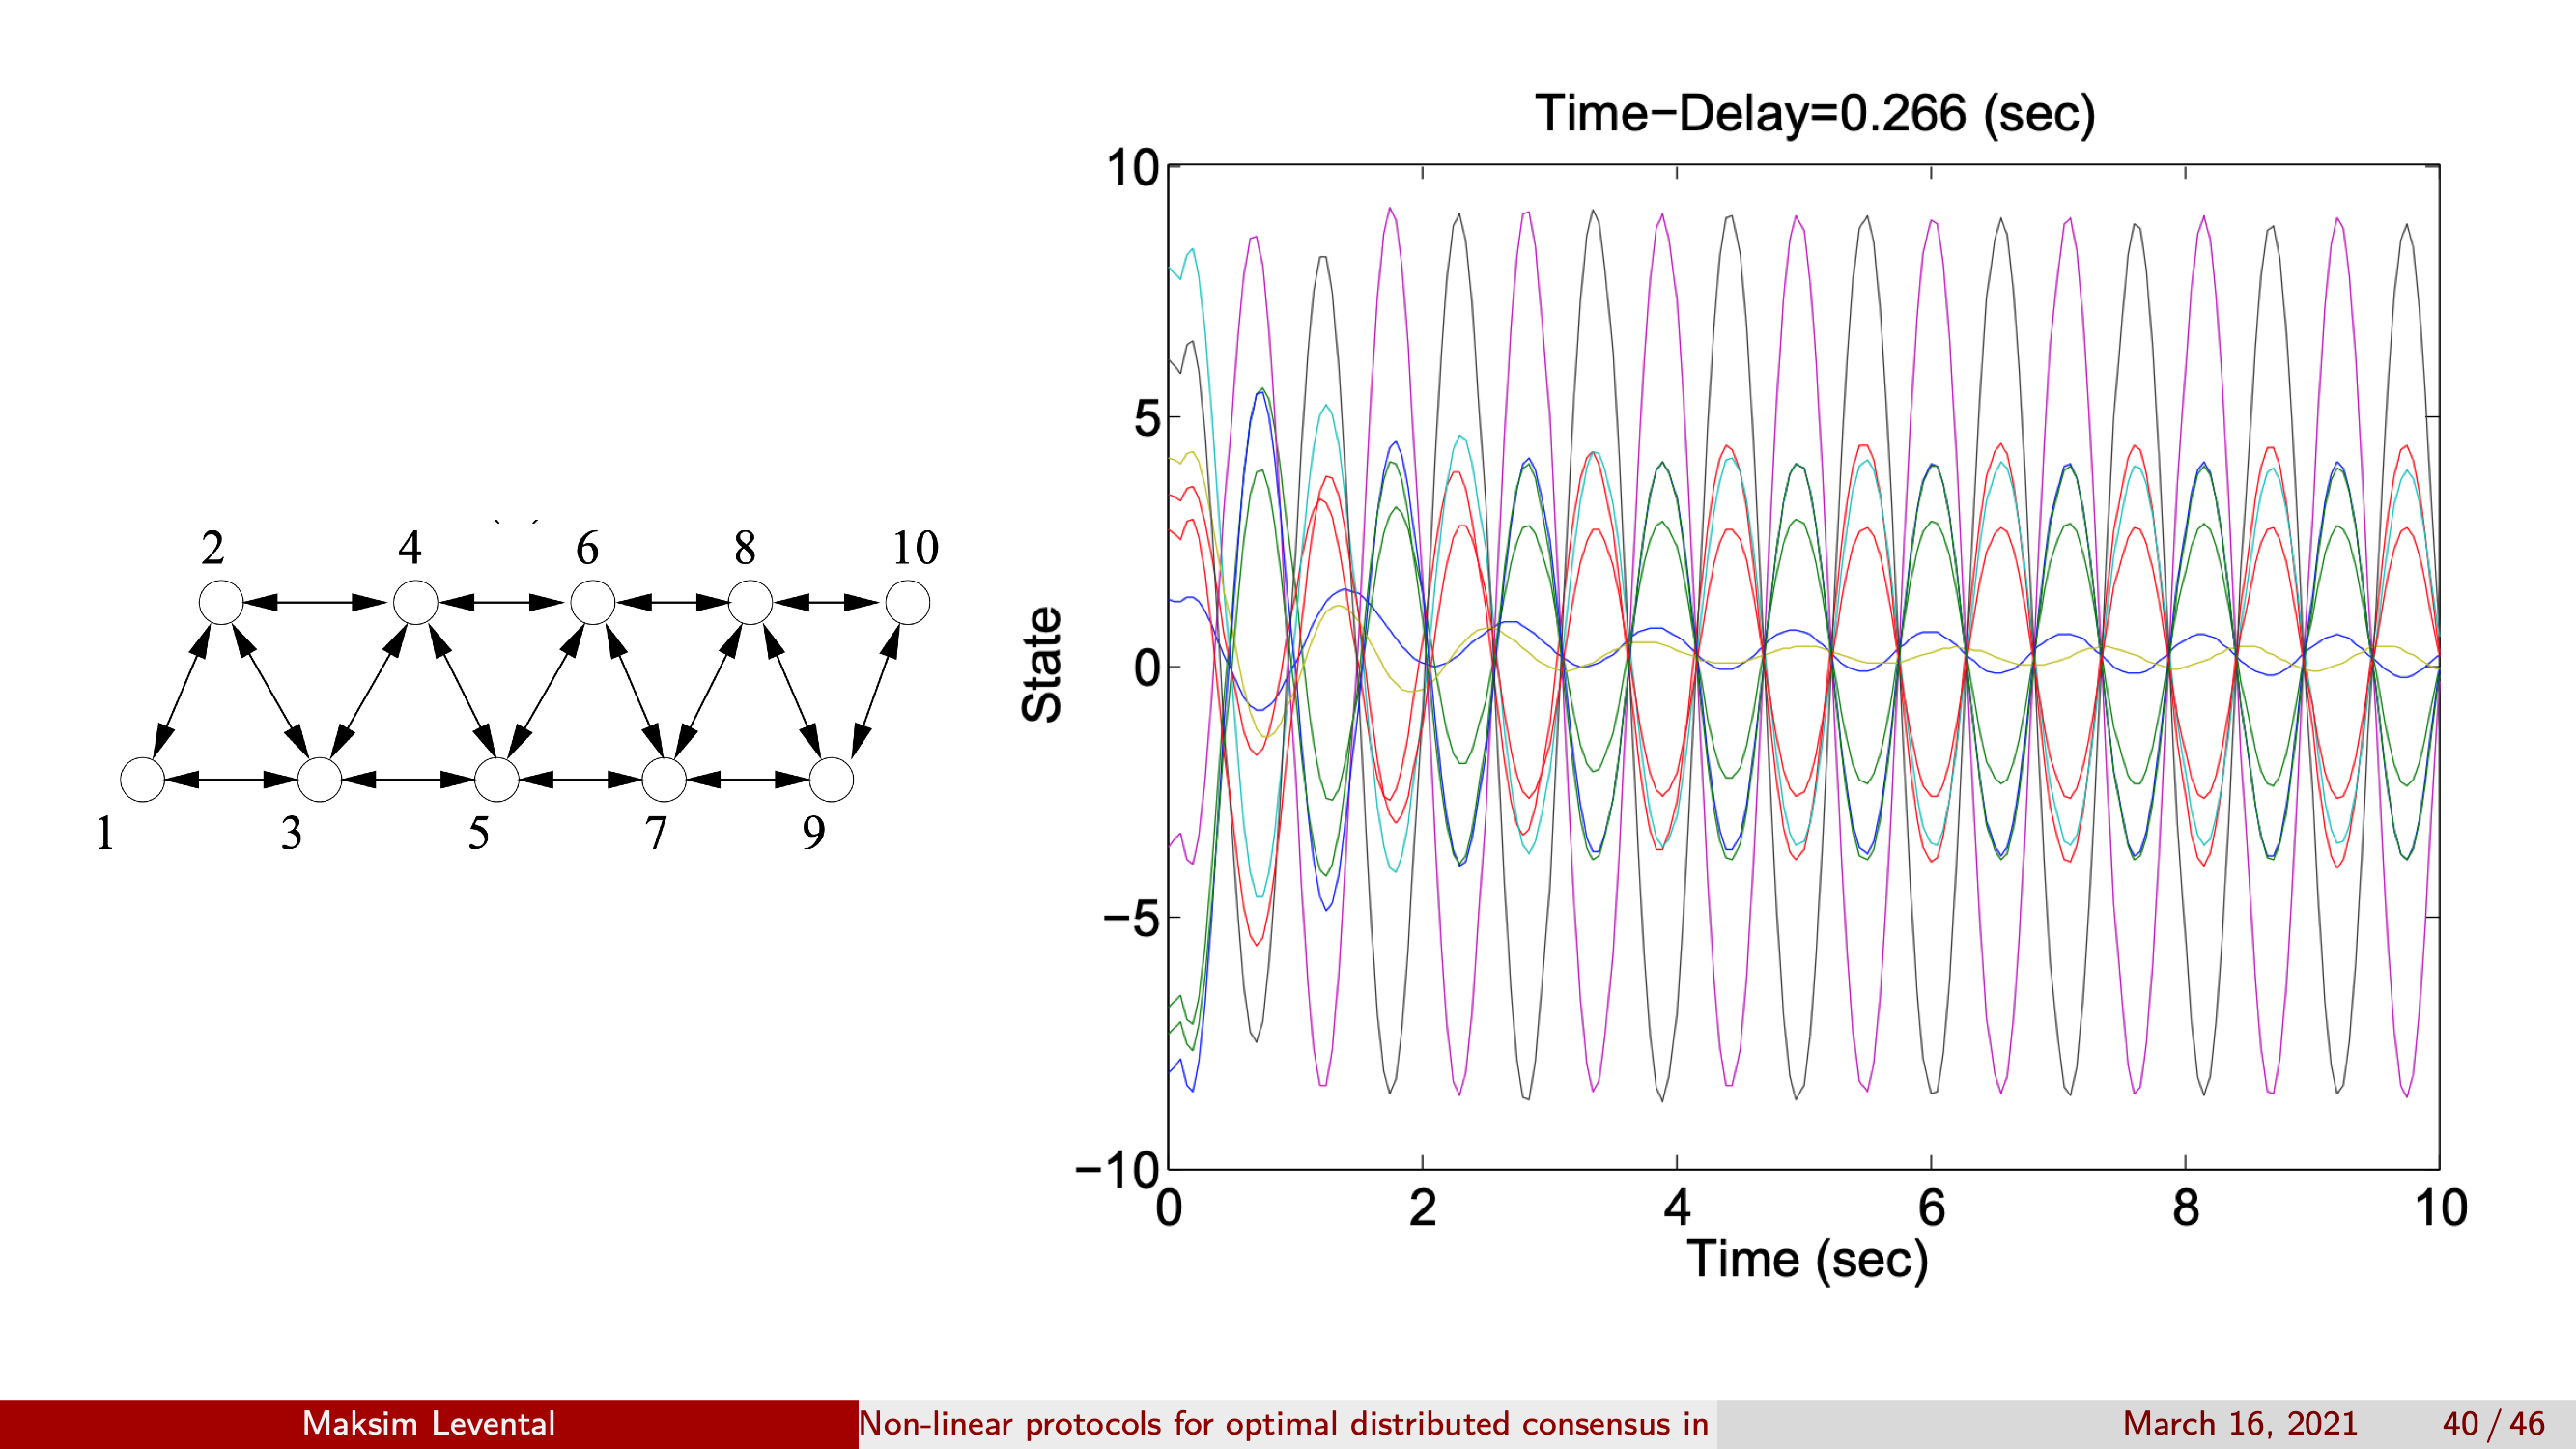 2 4 6 8 10
1 3 5 7 9
Time−Delay=0.266 (sec)
10
5
0
−5
−10
State
0 2 4 6 8 10
Time (sec)
Maksim Levental
Non-linear protocols for optimal distributed consensus in
March 16, 2021
40 / 46